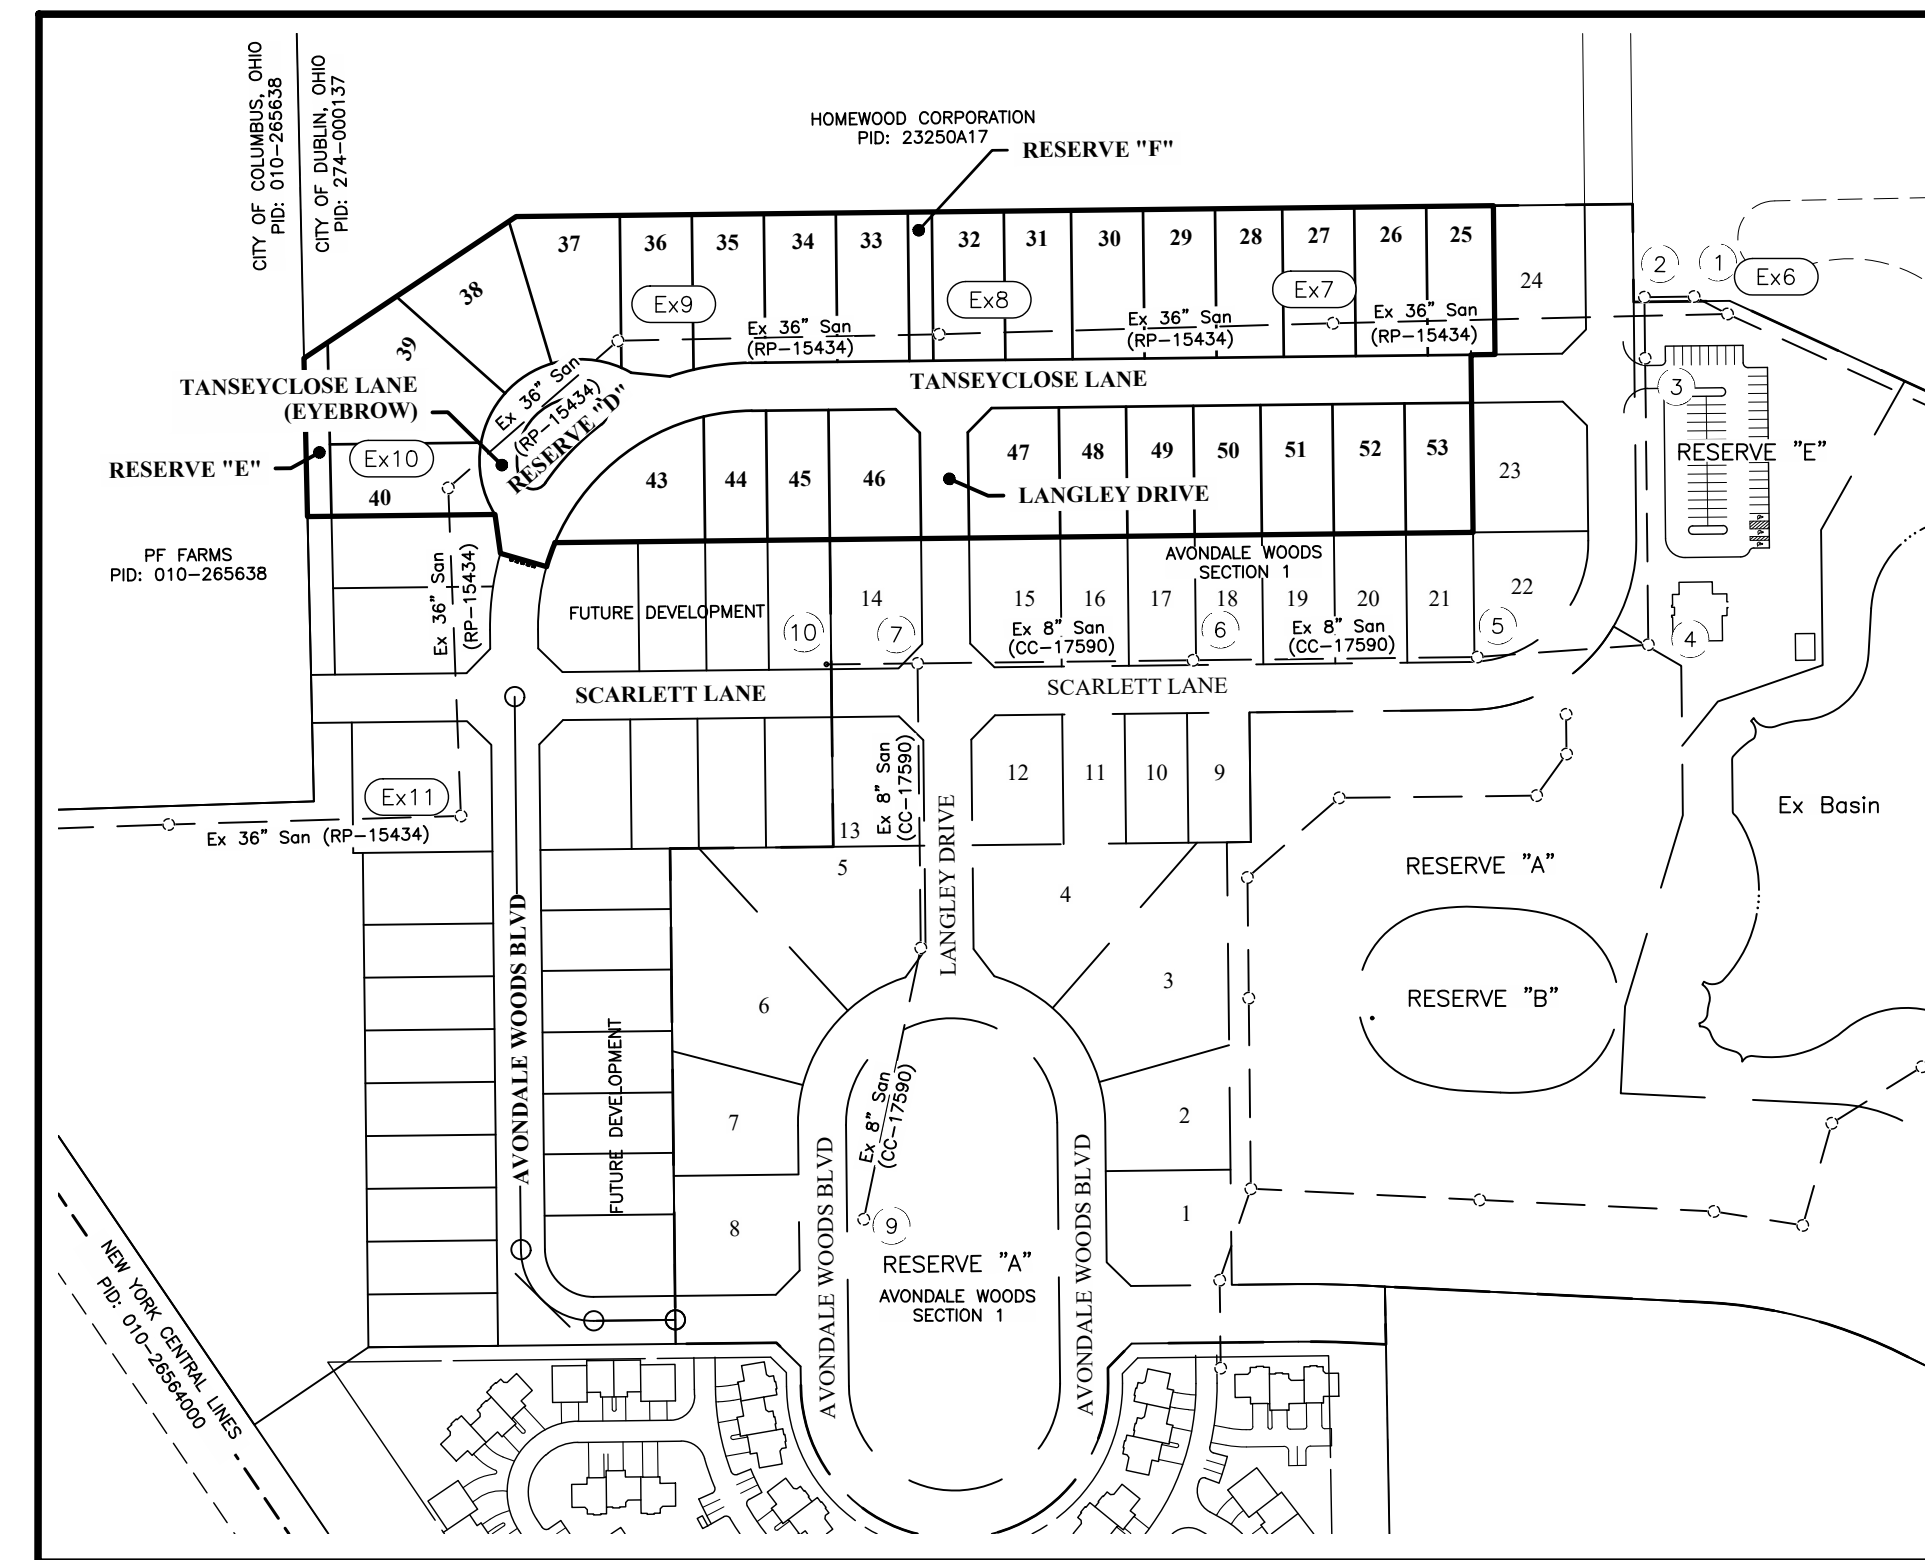 CITY OF COLUMBUS, OHIO
PID: 010-265638
CITY OF DUBLIN, OHIO
PID: 274-000137
HOMEWOOD CORPORATION
PID: 23250A17
RESERVE "F"
37
36
35
34
33
32
31
30
29
28
27
26
25
24
38
39
2
1
Ex6
Ex9
Ex8
Ex7
Ex 36" San
(RP-15434)
Ex 36" San
(RP-15434)
Ex 36" San
(RP-15434)
TANSEYCLOSE LANE
(EYEBROW)
Ex 36" San
(RP-15434)
RESERVE "D"
TANSEYCLOSE LANE
3
RESERVE "E"
RESERVE "E"
Ex10
40
43
44
45
46
47
48
49
50
51
52
53
23
LANGLEY DRIVE
PF FARMS
PID: 010-265638
Ex 36" San
(RP-15434)
AVONDALE WOODS
SECTION 1
FUTURE DEVELOPMENT
14
15
16
17
18
19
20
21
22
10
7
Ex 8" San
(CC-17590)
6
Ex 8" San
(CC-17590)
5
4
SCARLETT LANE
SCARLETT LANE
Ex11
Ex 36" San (RP-15434)
13
Ex 8" San
(CC-17590)
12
11
10
9
Ex Basin
LANGLEY DRIVE
5
4
RESERVE "A"
6
3
RESERVE "B"
AVONDALE WOODS BLVD
FUTURE DEVELOPMENT
7
2
Ex 8" San
(CC-17590)
8
1
9
AVONDALE WOODS BLVD
AVONDALE WOODS BLVD
RESERVE "A"
AVONDALE WOODS
SECTION 1
NEW YORK CENTRAL LINES
PID: 010-26564000